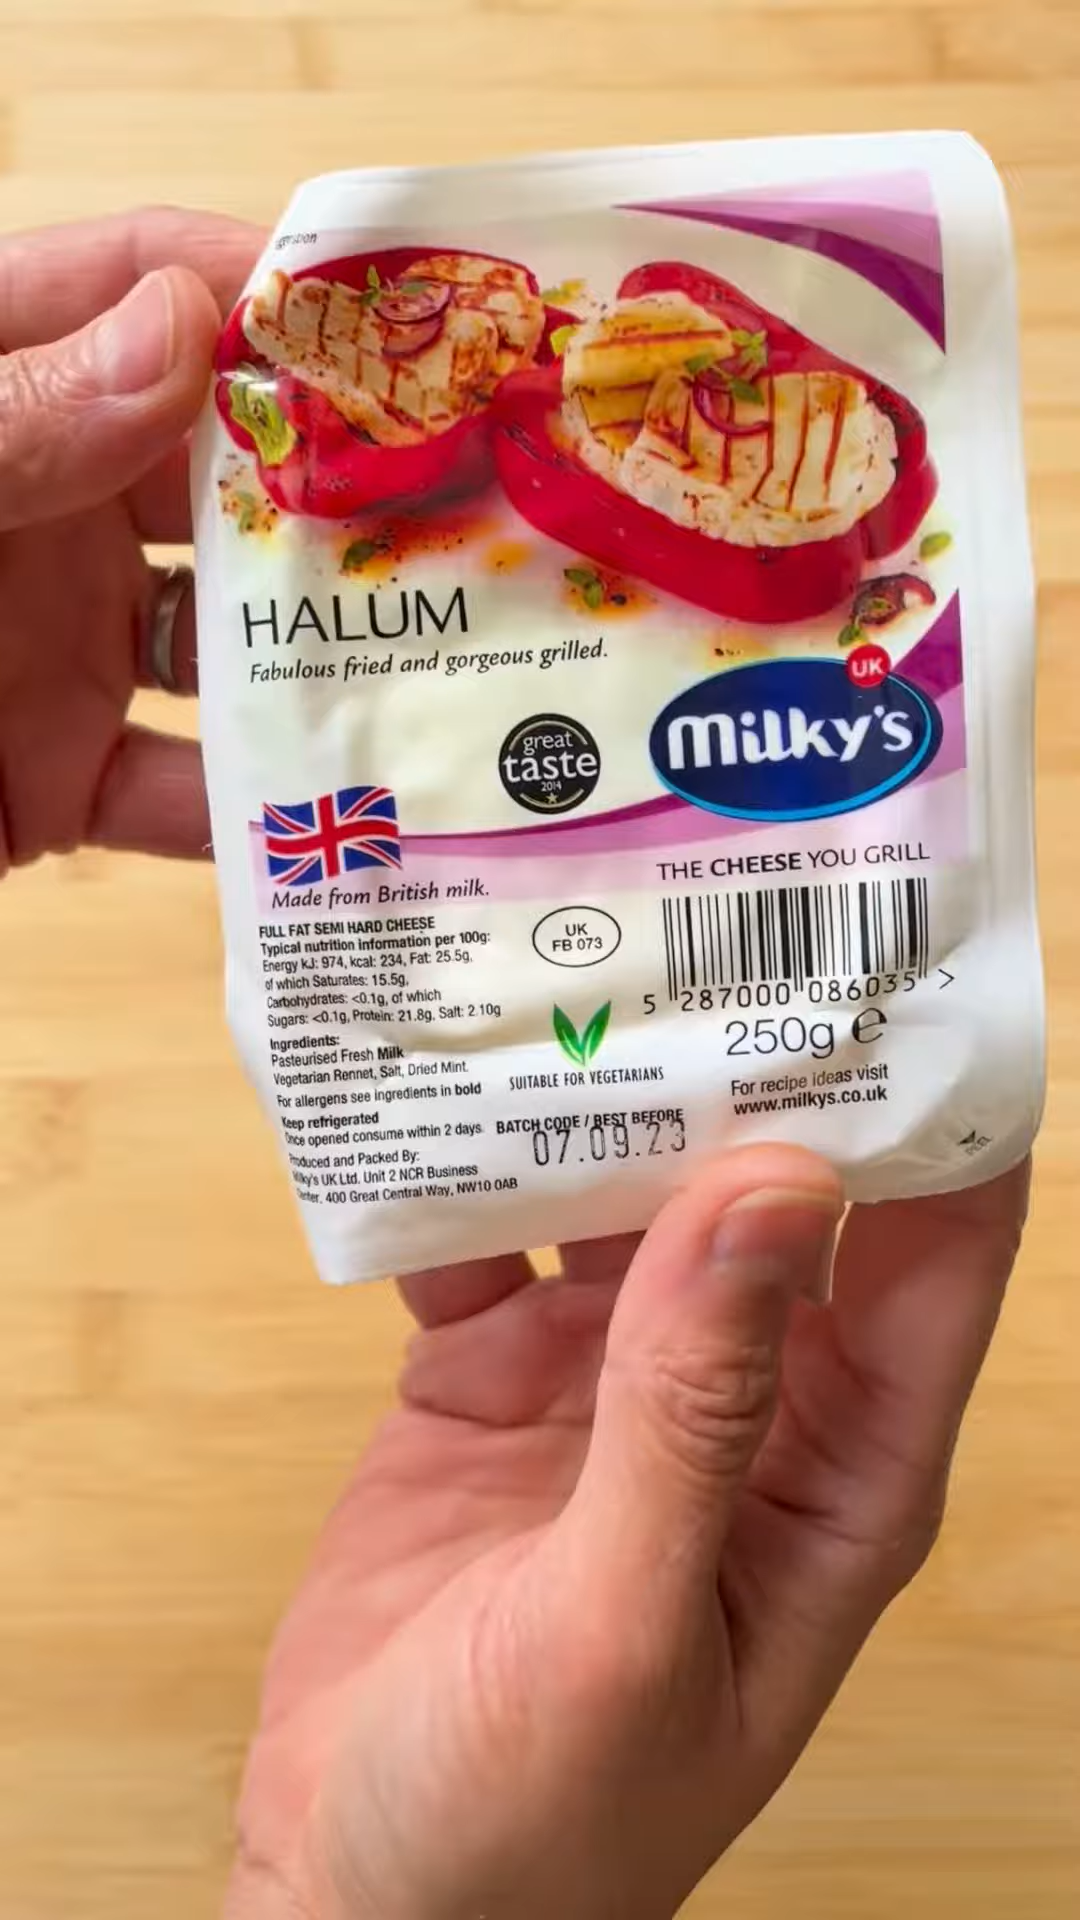 HALUM
Fabulous fried and gorgeous grilled.
UK
Milky's
great
taste
2014
THE CHEESE YOU GRILL
Made from British milk.
FULL FAT SEMI HARD CHEESE
Typical nutrition information per 100g:
Energy KJ: 974, kcal: 234, Fat: 25.5g,
of which Saturates: 15.5g,
Carbohydrates: <0.1g, of which
Sugars: <0.1g, Protein: 21.8g, Salt: 2.10g
Ingredients:
Pasteurised Fresh Milk
Vegetarian Rennet, Salt, Dried Mint.
For allergens see ingredients in bold
Keep refrigerated
Once opened consume within 2 days.
Produced and Packed By:
Milky's UK Ltd. Unit 2 NCR Business
Center, 400 Great Central Way, NW10 0AB
UK
FB 073
SUITABLE FOR VEGETARIANS
BATCH CODE / BEST BEFORE
07.09.23
5 287000 086035 >
250g e
For recipe ideas visit
www.milkys.co.uk
PEEL